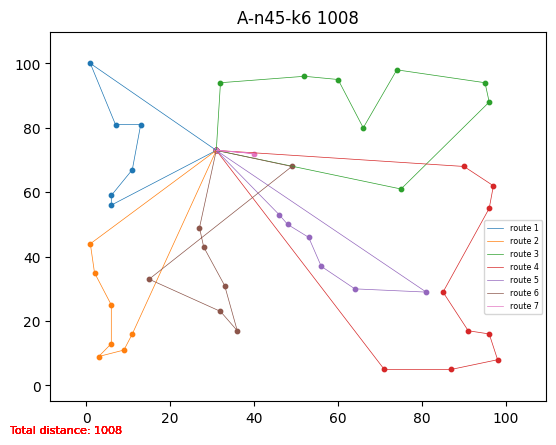 A-n45-k6 1008
100
80
60
40
20
0
route 1
route 2
route 3
route 4
route 5
route 6
route 7
0 20 40 60 80 100
Total distance: 1008